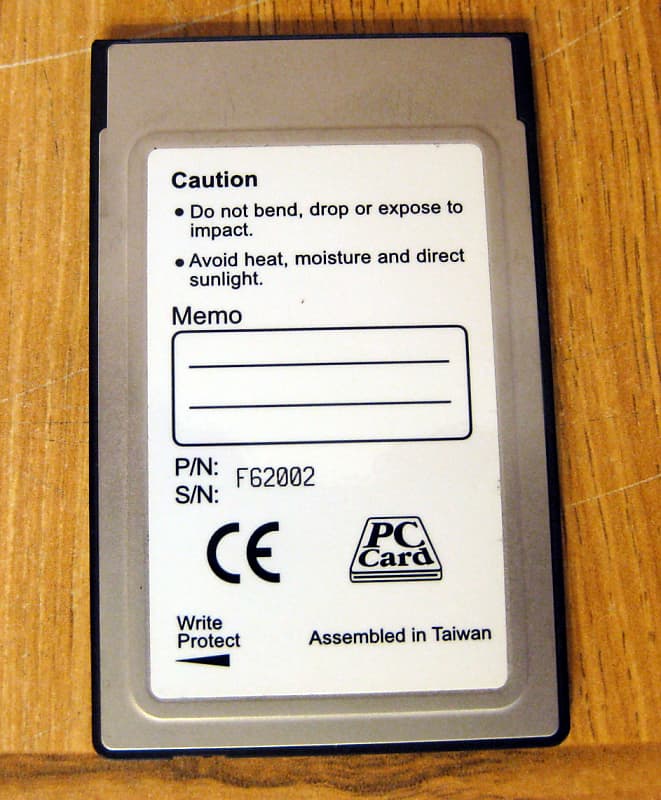 Caution
• Do not bend, drop or expose to
impact.
• Avoid heat, moisture and direct
sunlight.
Memo
P/N: F62002
S/N:
CE
PC
Card
Write
Protect
Assembled in Taiwan